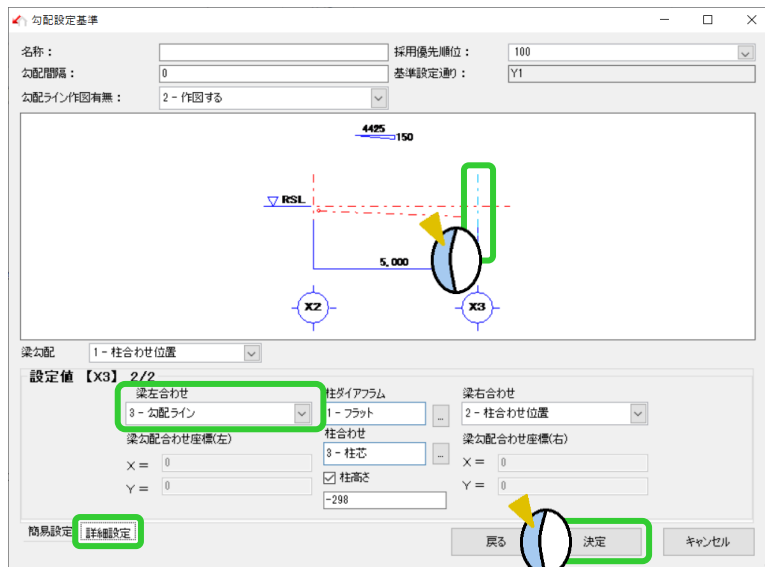 勾配設定基準
名称：
採用優先順位：
100
勾配間隔：
0
基準設定通り：
Y1
勾配ライン作図有無：
2 - 作図する
4425
150
▽ RSL
5,000
X2
X3
梁勾配
1 - 柱合わせ位置
設定値 【X3】 2/2
梁左合わせ
柱ダイアフラム
梁右合わせ
3 - 勾配ライン
1 - フラット
...
2 - 柱合わせ位置
梁勾配合わせ座標(左)
柱合わせ
梁勾配合わせ座標(右)
X = 0
3 - 柱芯
...
X = 0
Y = 0
柱高さ
Y = 0
-298
簡易設定
詳細設定
戻る
決定
キャンセル